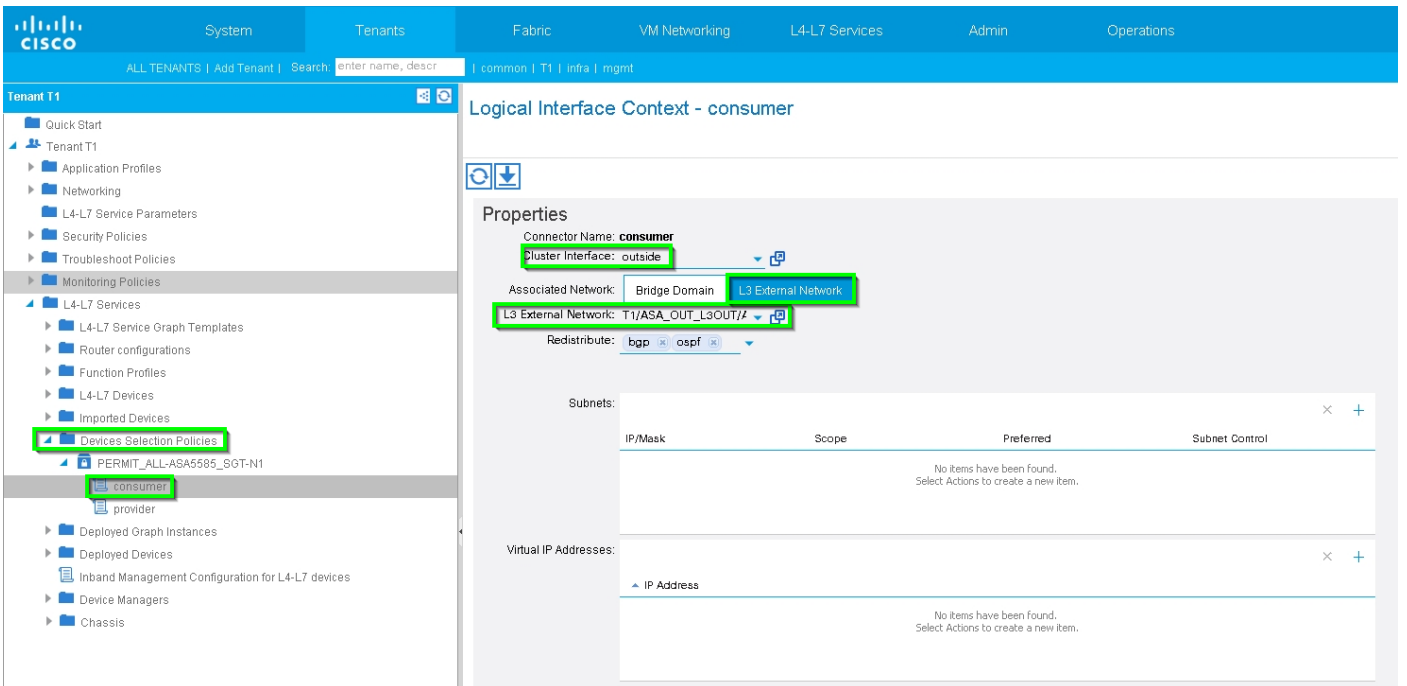 CISCO
System Tenants Fabric VM Networking L4-L7 Services Admin Operations
ALL TENANTS | Add Tenant | Search: enter name, descr | common | T1 | infra | mgmt
Tenant T1
Quick Start
Tenant T1
Application Profiles
Networking
L4-L7 Service Parameters
Security Policies
Troubleshoot Policies
Monitoring Policies
L4-L7 Services
L4-L7 Service Graph Templates
Router configurations
Function Profiles
L4-L7 Devices
Imported Devices
Devices Selection Policies
PERMIT_ALL-ASA5585_SGT-N1
consumer
provider
Deployed Graph Instances
Deployed Devices
Inband Management Configuration for L4-L7 devices
Device Managers
Chassis
Logical Interface Context - consumer
Properties
Connector Name: consumer
Cluster Interface: outside
Associated Network: Bridge Domain L3 External Network
L3 External Network: T1/ASA_OUT_L3OUT/
Redistribute: bgp ospf
Subnets:
IP/Mask Scope Preferred Subnet Control
No items have been found.
Select Actions to create a new item.
Virtual IP Addresses:
IP Address
No items have been found.
Select Actions to create a new item.